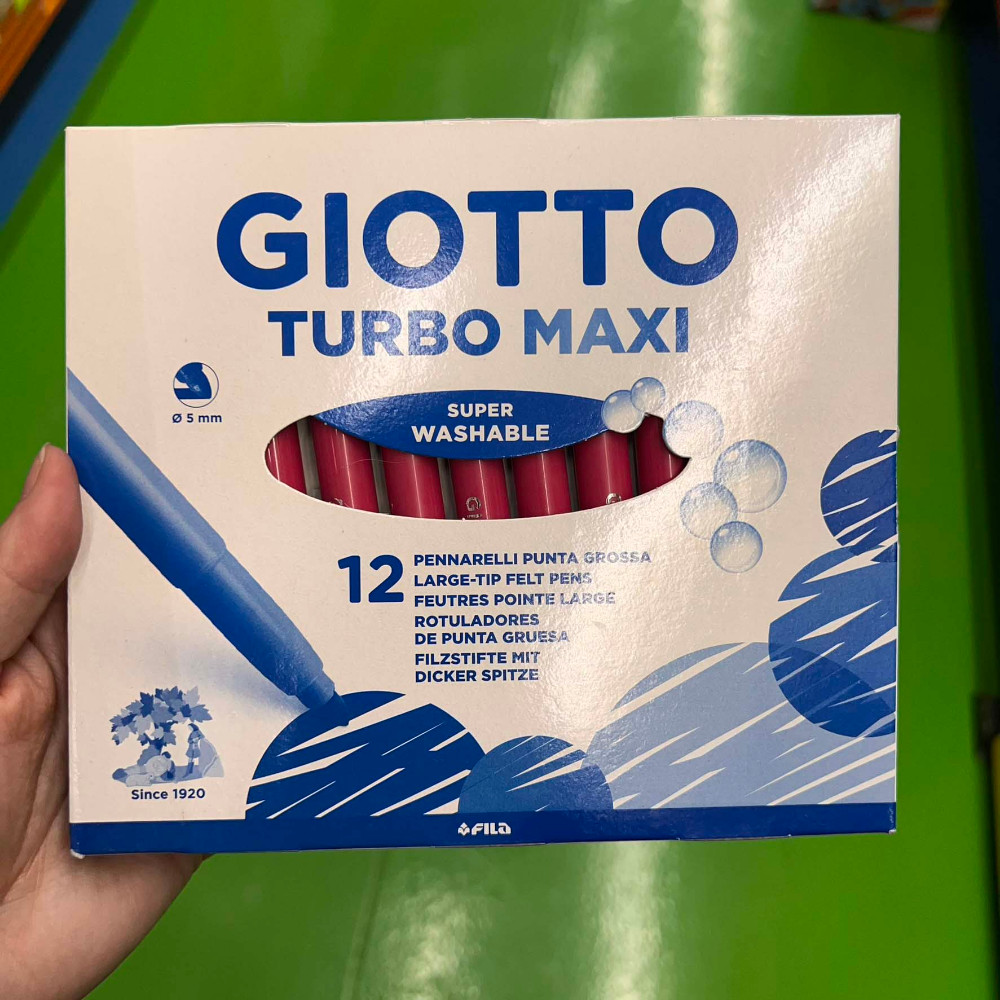 GIOTTO
TURBO MAXI
Ø 5 mm
SUPER
WASHABLE
12
PENNARELLI PUNTA GROSSA
LARGE-TIP FELT PENS
FEUTRES POINTE LARGE
ROTULADORES
DE PUNTA GRUESA
FILZSTIFTE MIT
DICKER SPITZE
Since 1920
FILA